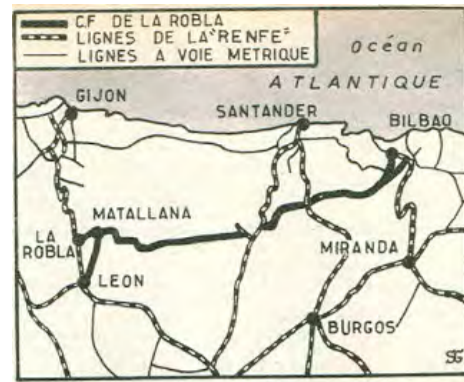 C.F DE LA ROBLA
LIGNES DE LA "RENFE"
LIGNES A VOIE METRIQUE
Océan
ATLANTIQUE
GIJON
SANTANDER
BILBAO
MATALLANA
LA
ROBLA
MIRANDA
LEON
BURGOS